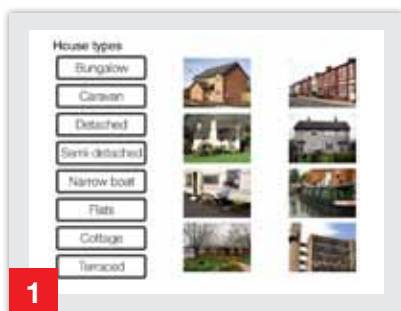 House types
Bungalow
Caravan
Detached
Semi-detached
Narrow boat
Flats
Cottage
Terraced
1